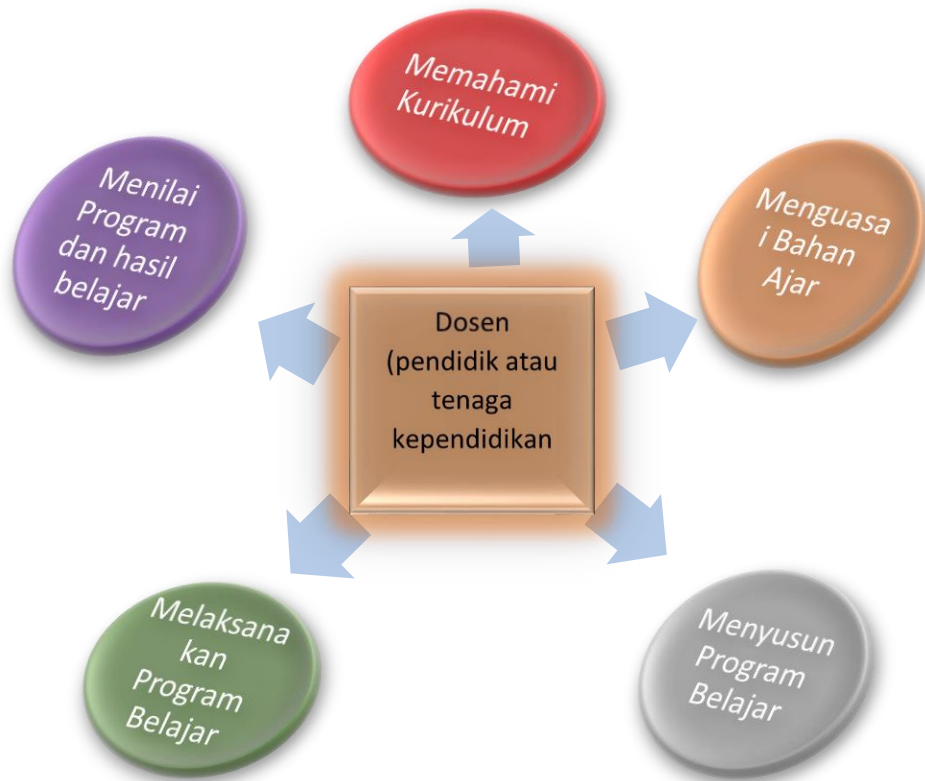 Memahami
Kurikulum
Menguasa
i Bahan
Ajar
Menyusun
Program
Belajar
Melaksana
kan
Program
Belajar
Menilai
Program
dan hasil
belajar
Dosen
(pendidik atau
tenaga
kependidikan